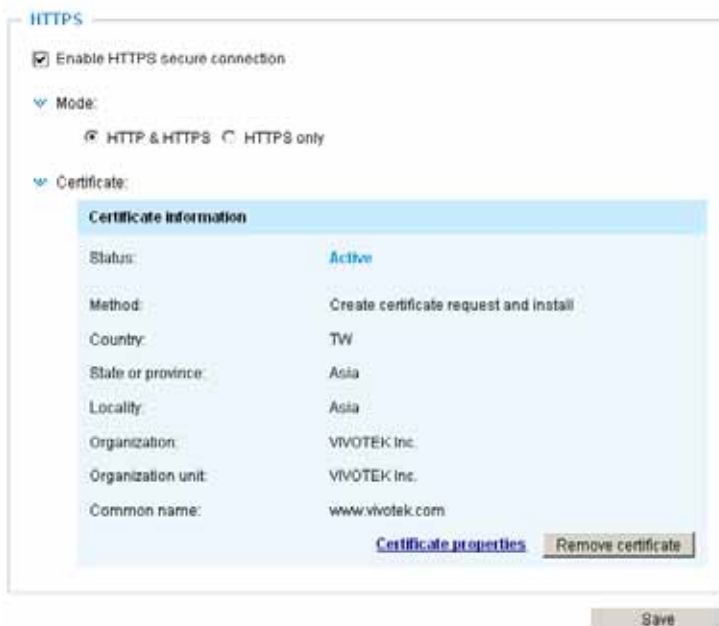 HTTPS
Enable HTTPS secure connection
Mode:
HTTP & HTTPS HTTPS only
Certificate:
Certificate information
Status: Active
Method: Create certificate request and install
Country: TW
State or province: Asia
Locality: Asia
Organization: VIVOTEK Inc.
Organization unit: VIVOTEK Inc.
Common name: www.vivotek.com
Certificate properties Remove certificate
Save